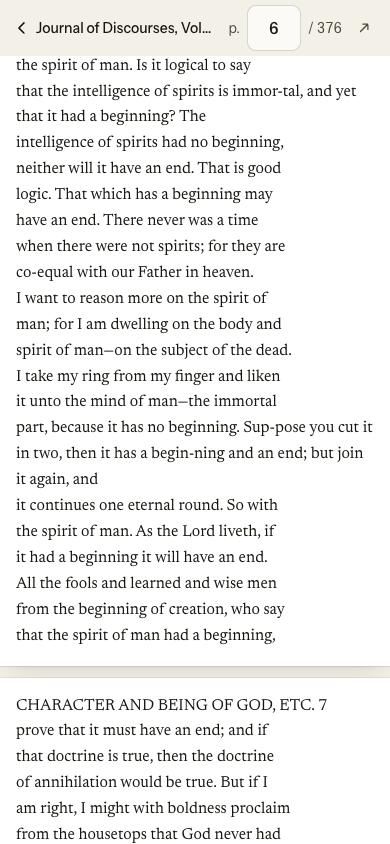 Journal of Discourses, Vol... p. 6 / 376
the spirit of man. Is it logical to say
that the intelligence of spirits is immor-tal, and yet
that it had a beginning? The
intelligence of spirits had no beginning,
neither will it have an end. That is good
logic. That which has a beginning may
have an end. There never was a time
when there were not spirits; for they are
co-equal with our Father in heaven.
I want to reason more on the spirit of
man; for I am dwelling on the body and
spirit of man—on the subject of the dead.
I take my ring from my finger and liken
it unto the mind of man—the immortal
part, because it has no beginning. Sup-pose you cut it
in two, then it has a begin-ning and an end; but join
it again, and
it continues one eternal round. So with
the spirit of man. As the Lord liveth, if
it had a beginning it will have an end.
All the fools and learned and wise men
from the beginning of creation, who say
that the spirit of man had a beginning,
CHARACTER AND BEING OF GOD, ETC. 7
prove that it must have an end; and if
that doctrine is true, then the doctrine
of annihilation would be true. But if I
am right, I might with boldness proclaim
from the housetops that God never had